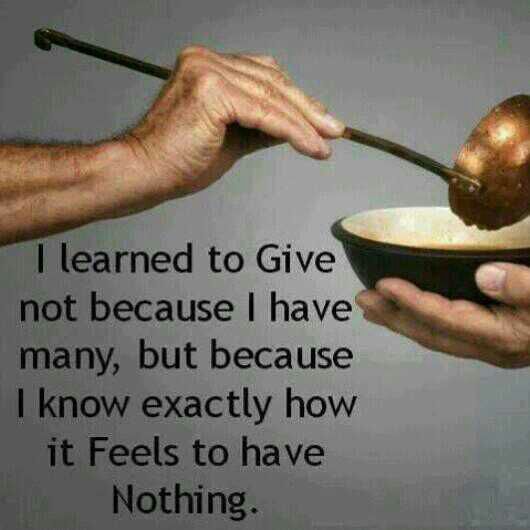 I learned to Give
not because I have
many, but because
I know exactly how
it Feels to have
Nothing.